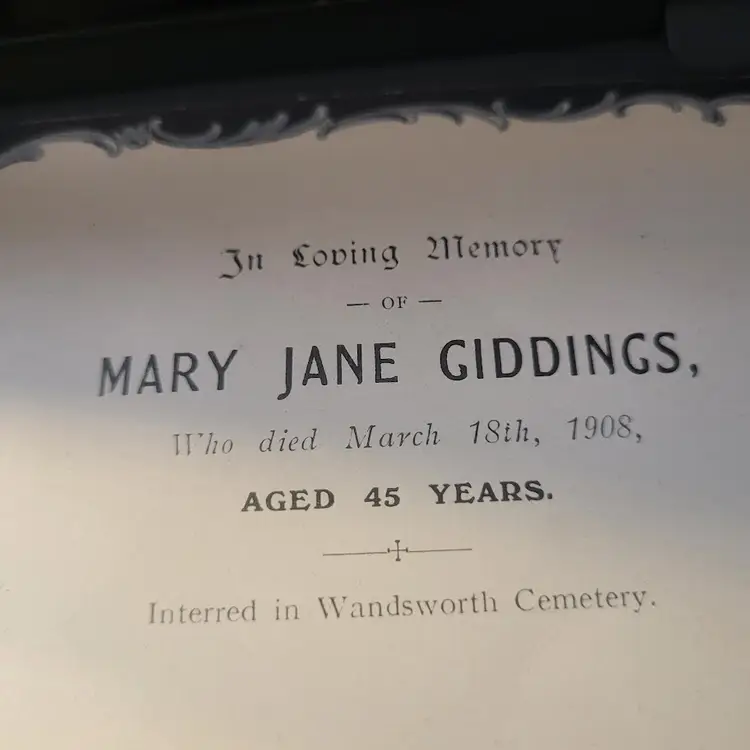 In Loving Memory
— OF —
MARY JANE GIDDINGS,
Who died March 18th, 1908,
AGED 45 YEARS.
Interred in Wandsworth Cemetery.